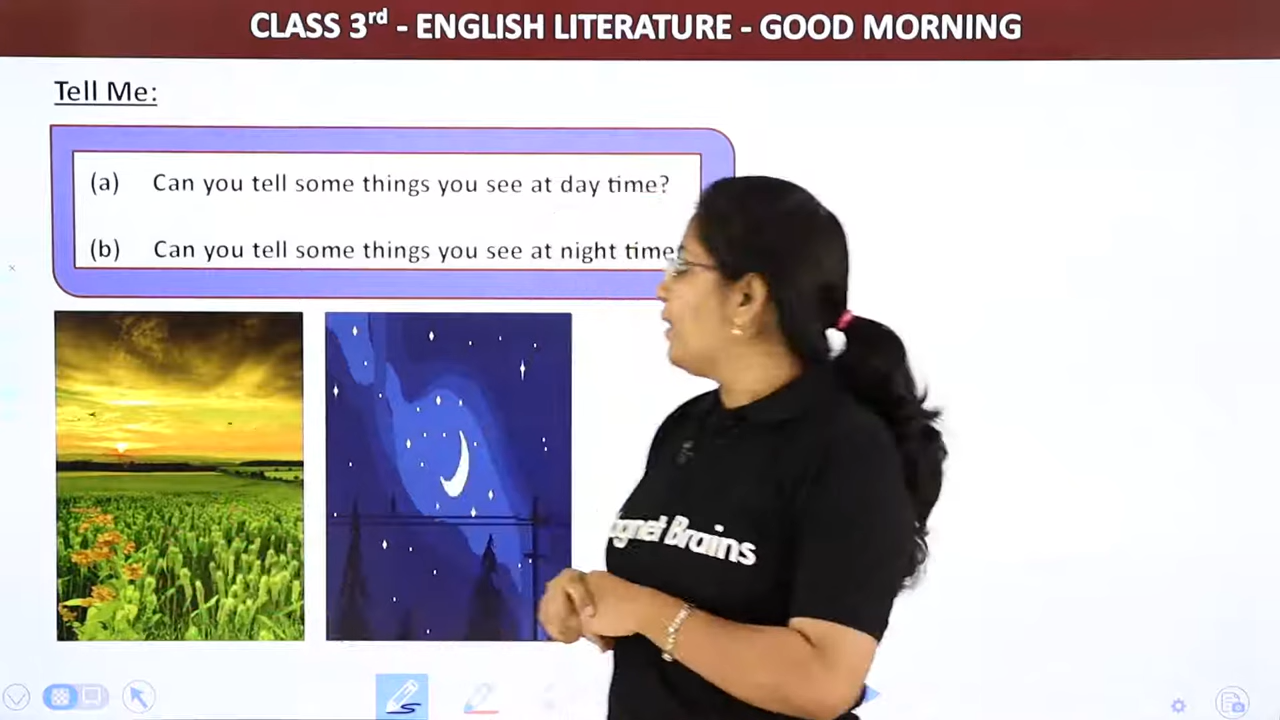 CLASS 3rd - ENGLISH LITERATURE - GOOD MORNING
Tell Me:
(a) Can you tell some things you see at day time?
(b) Can you tell some things you see at night time
Brains